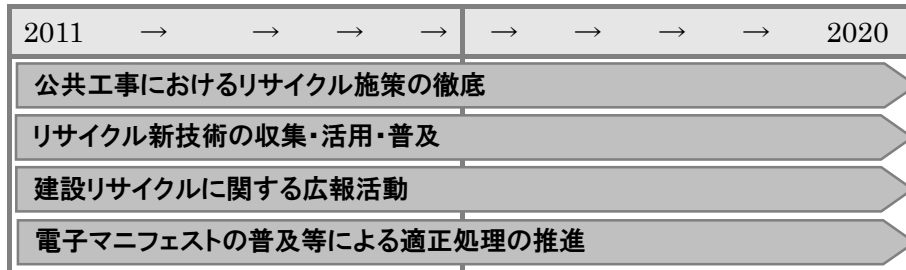 2011 → → → → → → → → 2020
公共工事におけるリサイクル施策の徹底
リサイクル新技術の収集・活用・普及
建設リサイクルに関する広報活動
電子マニフェストの普及等による適正処理の推進